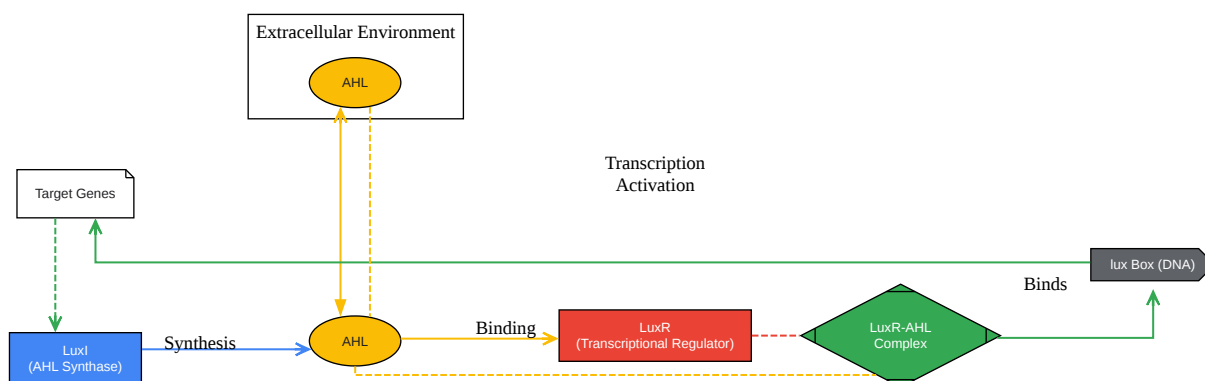 Extracellular Environment
AHL
Transcription
Activation
Target Genes
lux Box (DNA)
Binds
LuxI
(AHL Synthase)
Synthesis
AHL
Binding
LuxR
(Transcriptional Regulator)
LuxR-AHL
Complex